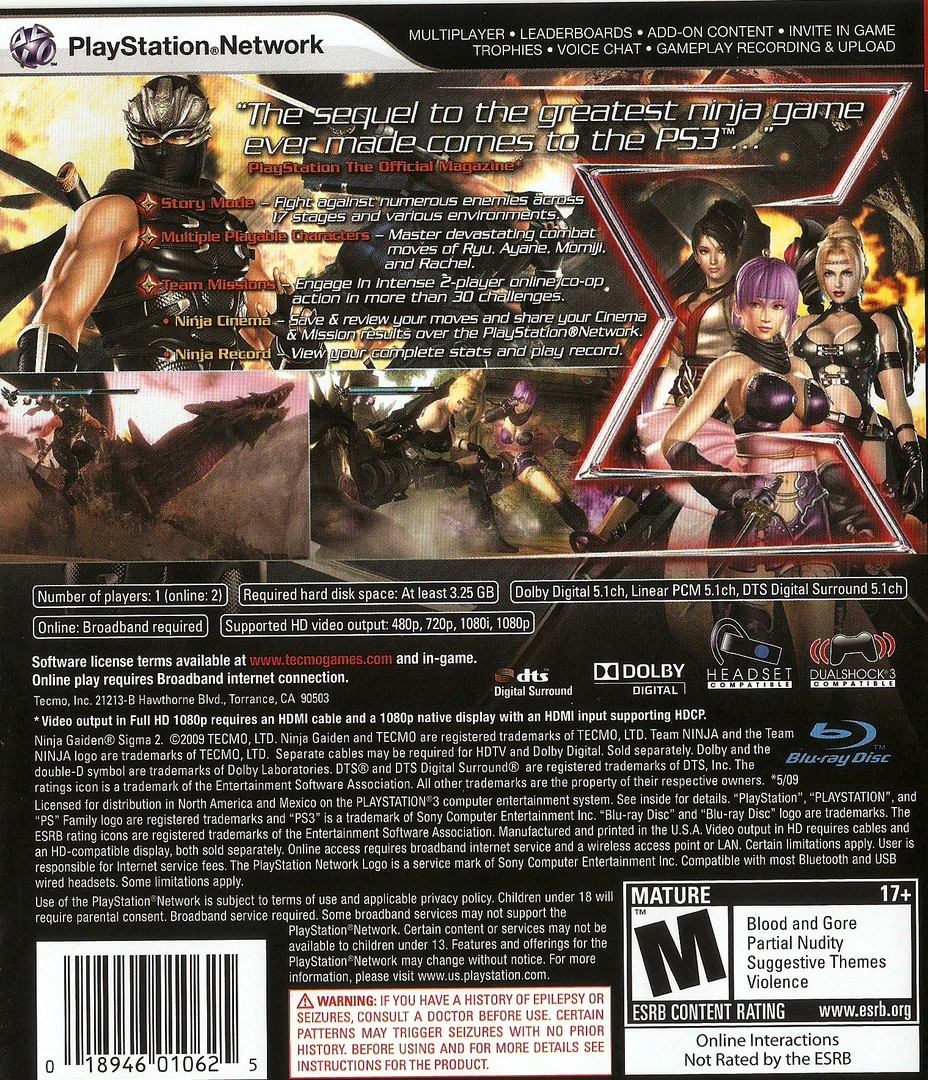 PlayStation®Network
MULTIPLAYER • LEADERBOARDS • ADD-ON CONTENT • INVITE IN GAME
TROPHIES • VOICE CHAT • GAMEPLAY RECORDING & UPLOAD
“The sequel to the greatest ninja game
ever made comes to the PS3™...”
PlayStation The Official Magazine*
Story Mode – Fight against numerous enemies across
17 stages and various environments.
Multiple Playable Characters – Master devastating combat
moves of Ryu, Ayane, Momiji,
and Rachel.
Team Missions – Engage in intense 2-player online co-op
action in more than 30 challenges.
• Ninja Cinema – Save & review your moves and share your Cinema
& Mission results over the PlayStation®Network.
• Ninja Record – View your complete stats and play record.
Number of players: 1 (online: 2)
Required hard disk space: At least 3.25 GB
Dolby Digital 5.1ch, Linear PCM 5.1ch, DTS Digital Surround 5.1ch
Online: Broadband required
Supported HD video output: 480p, 720p, 1080i, 1080p
Software license terms available at www.tecmogames.com and in-game.
Online play requires Broadband internet connection.
Tecmo, Inc. 21213-B Hawthorne Blvd., Torrance, CA 90503
dts
Digital Surround
DOLBY
DIGITAL
HEADSET
COMPATIBLE
DUALSHOCK®3
COMPATIBLE
* Video output in Full HD 1080p requires an HDMI cable and a 1080p native display with an HDMI input supporting HDCP.
Ninja Gaiden® Sigma 2. ©2009 TECMO, LTD. Ninja Gaiden and TECMO are registered trademarks of TECMO, LTD. Team NINJA and the Team
NINJA logo are trademarks of TECMO, LTD. Separate cables may be required for HDTV and Dolby Digital. Sold separately. Dolby and the
double-D symbol are trademarks of Dolby Laboratories. DTS® and DTS Digital Surround® are registered trademarks of DTS, Inc. The
ratings icon is a trademark of the Entertainment Software Association. All other trademarks are the property of their respective owners. *5/09
Blu-ray Disc™
Licensed for distribution in North America and Mexico on the PLAYSTATION®3 computer entertainment system. See inside for details. “PlayStation”, “PLAYSTATION”, and
“PS” Family logo are registered trademarks and “PS3” is a trademark of Sony Computer Entertainment Inc. “Blu-ray Disc” and “Blu-ray Disc” logo are trademarks. The
ESRB rating icons are registered trademarks of the Entertainment Software Association. Manufactured and printed in the U.S.A. Video output in HD requires cables and
an HD-compatible display, both sold separately. Online access requires broadband internet service and a wireless access point or LAN. Certain limitations apply. User is
responsible for Internet service fees. The PlayStation Network Logo is a service mark of Sony Computer Entertainment Inc. Compatible with most Bluetooth and USB
wired headsets. Some limitations apply.
Use of the PlayStation®Network is subject to terms of use and applicable privacy policy. Children under 18 will
require parental consent. Broadband service required. Some broadband services may not support the
PlayStation®Network. Certain content or services may not be
available to children under 13. Features and offerings for the
PlayStation®Network may change without notice. For more
information, please visit www.us.playstation.com.
WARNING: IF YOU HAVE A HISTORY OF EPILEPSY OR
SEIZURES, CONSULT A DOCTOR BEFORE USE. CERTAIN
PATTERNS MAY TRIGGER SEIZURES WITH NO PRIOR
HISTORY. BEFORE USING AND FOR MORE DETAILS SEE
INSTRUCTIONS FOR THE PRODUCT.
0 18946 01062 5
MATURE 17+
M™
Blood and Gore
Partial Nudity
Suggestive Themes
Violence
ESRB CONTENT RATING www.esrb.org
Online Interactions
Not Rated by the ESRB